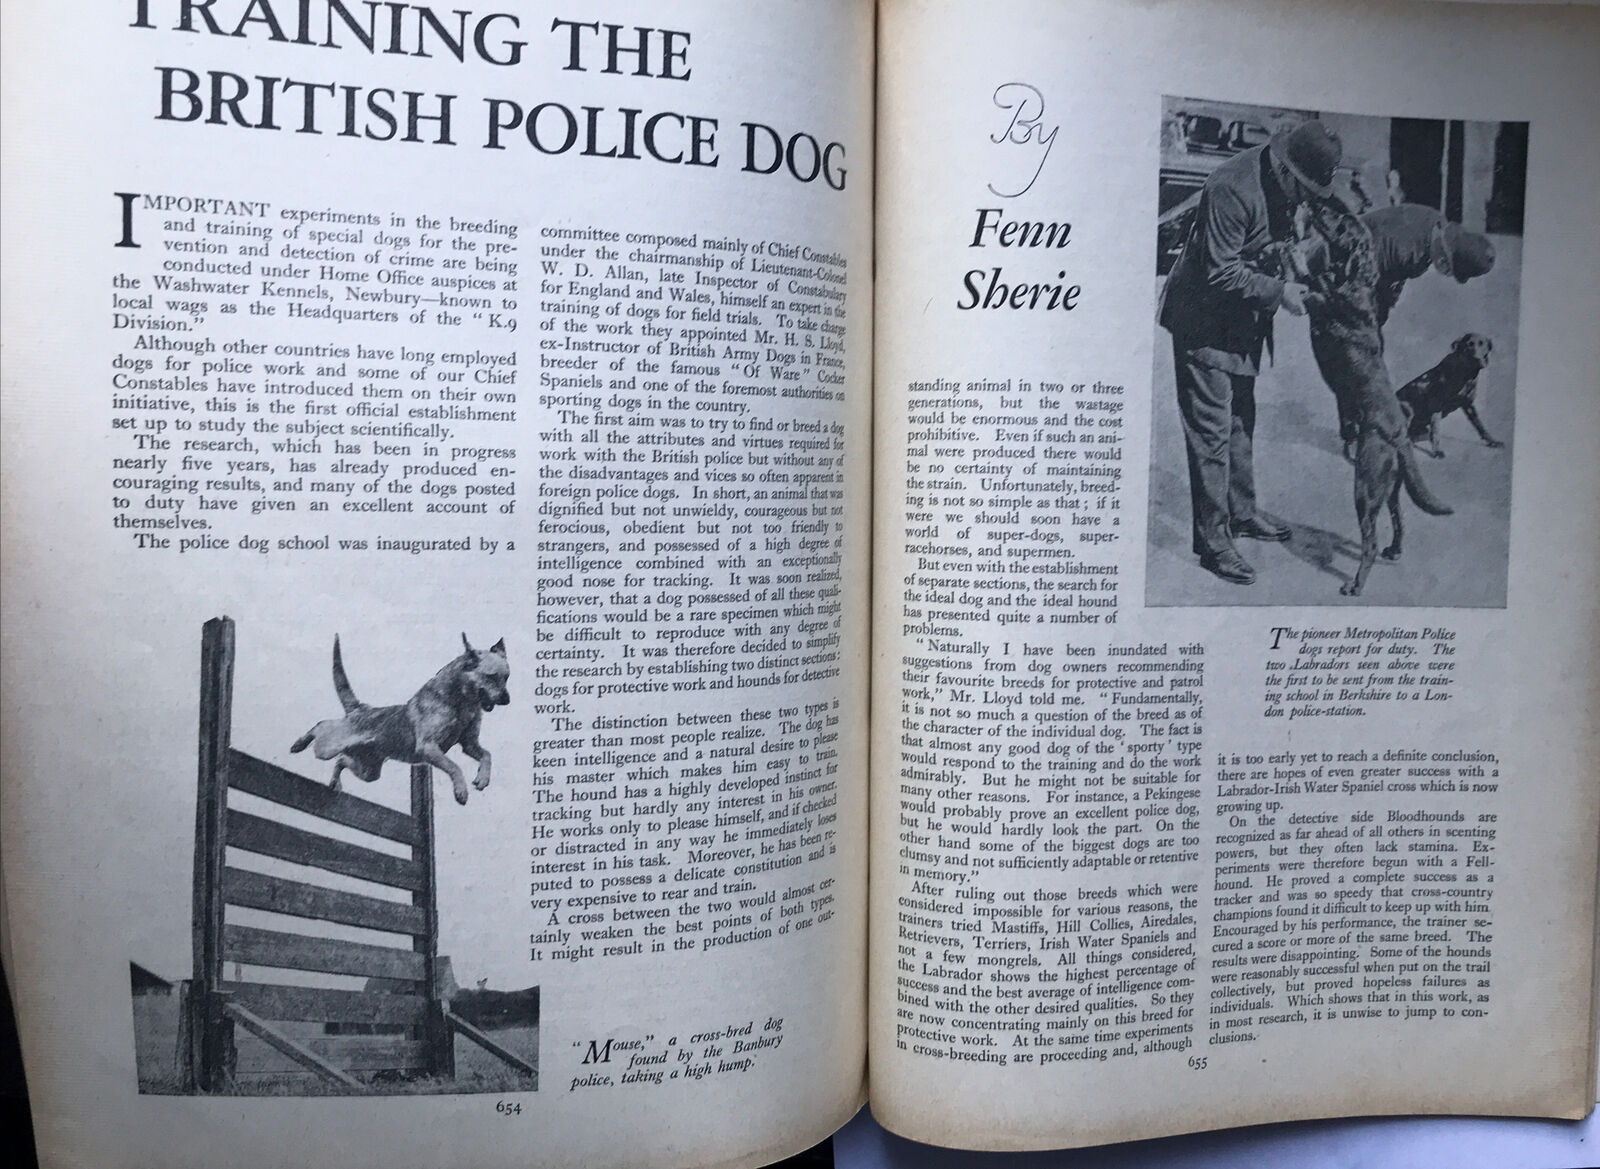 TRAINING THE
BRITISH POLICE DOG
IMPORTANT experiments in the breeding
and training of special dogs for the pre-
vention and detection of crime are being
conducted under Home Office auspices at
the Washwater Kennels, Newbury—known to
local wags as the Headquarters of the " K.9
Division."
Although other countries have long employed
dogs for police work and some of our Chief
Constables have introduced them on their own
initiative, this is the first official establishment
set up to study the subject scientifically.
The research, which has been in progress
nearly five years, has already produced en-
couraging results, and many of the dogs posted
to duty have given an excellent account of
themselves.
The police dog school was inaugurated by a
committee composed mainly of Chief Constables
under the chairmanship of Lieutenant-Colonel
W. D. Allan, late Inspector of Constabulary
for England and Wales, himself an expert in the
training of dogs for field trials. To take charge
of the work they appointed Mr. H. S. Lloyd,
ex-Instructor of British Army Dogs in France,
breeder of the famous " Of Ware " Cocker
Spaniels and one of the foremost authorities on
sporting dogs in the country.
The first aim was to try to find or breed a dog
with all the attributes and virtues required for
work with the British police but without any of
the disadvantages and vices so often apparent in
foreign police dogs. In short, an animal that was
dignified but not unwieldy, courageous but not
ferocious, obedient but not too friendly to
strangers, and possessed of a high degree of
intelligence combined with an exceptionally
good nose for tracking. It was soon realized,
however, that a dog possessed of all these quali-
fications would be a rare specimen which might
be difficult to reproduce with any degree of
certainty. It was therefore decided to simplify
the research by establishing two distinct sections:
dogs for protective work and hounds for detective
work.
The distinction between these two types is
greater than most people realize. The dog has
keen intelligence and a natural desire to please
his master which makes him easy to train.
The hound has a highly developed instinct for
tracking but hardly any interest in his owner.
He works only to please himself, and if checked
or distracted in any way he immediately loses
interest in his task. Moreover, he has been re-
puted to possess a delicate constitution and is
very expensive to rear and train.
A cross between the two would almost cer-
tainly weaken the best points of both types.
It might result in the production of one out-
" Mouse," a cross-bred dog
found by the Banbury
police, taking a high hump.
654
By
Fenn
Sherie
standing animal in two or three
generations, but the wastage
would be enormous and the cost
prohibitive. Even if such an ani-
mal were produced there would
be no certainty of maintaining
the strain. Unfortunately, breed-
ing is not so simple as that ; if it
were we should soon have a
world of super-dogs, super-
racehorses, and supermen.
But even with the establishment
of separate sections, the search for
the ideal dog and the ideal hound
has presented quite a number of
problems.
" Naturally I have been inundated with
suggestions from dog owners recommending
their favourite breeds for protective and patrol
work," Mr. Lloyd told me. " Fundamentally,
it is not so much a question of the breed as of
the character of the individual dog. The fact is
that almost any good dog of the ' sporty ' type
would respond to the training and do the work
admirably. But he might not be suitable for
many other reasons. For instance, a Pekingese
would probably prove an excellent police dog,
but he would hardly look the part. On the
other hand some of the biggest dogs are too
clumsy and not sufficiently adaptable or retentive
in memory."
After ruling out those breeds which were
considered impossible for various reasons, the
trainers tried Mastiffs, Hill Collies, Airedales,
Retrievers, Terriers, Irish Water Spaniels and
not a few mongrels. All things considered,
the Labrador shows the highest percentage of
success and the best average of intelligence com-
bined with the other desired qualities. So they
are now concentrating mainly on this breed for
protective work. At the same time experiments
in cross-breeding are proceeding and, although
The pioneer Metropolitan Police
dogs report for duty. The
two Labradors seen above were
the first to be sent from the train-
ing school in Berkshire to a Lon-
don police-station.
it is too early yet to reach a definite conclusion,
there are hopes of even greater success with a
Labrador-Irish Water Spaniel cross which is now
growing up.
On the detective side Bloodhounds are
recognized as far ahead of all others in scenting
powers, but they often lack stamina. Ex-
periments were therefore begun with a Fell-
hound. He proved a complete success as a
tracker and was so speedy that cross-country
champions found it difficult to keep up with him.
Encouraged by his performance, the trainer se-
cured a score or more of the same breed. The
results were disappointing. Some of the hounds
were reasonably successful when put on the trail
collectively, but proved hopeless failures as
individuals. Which shows that in this work, as
in most research, it is unwise to jump to con-
clusions.
655